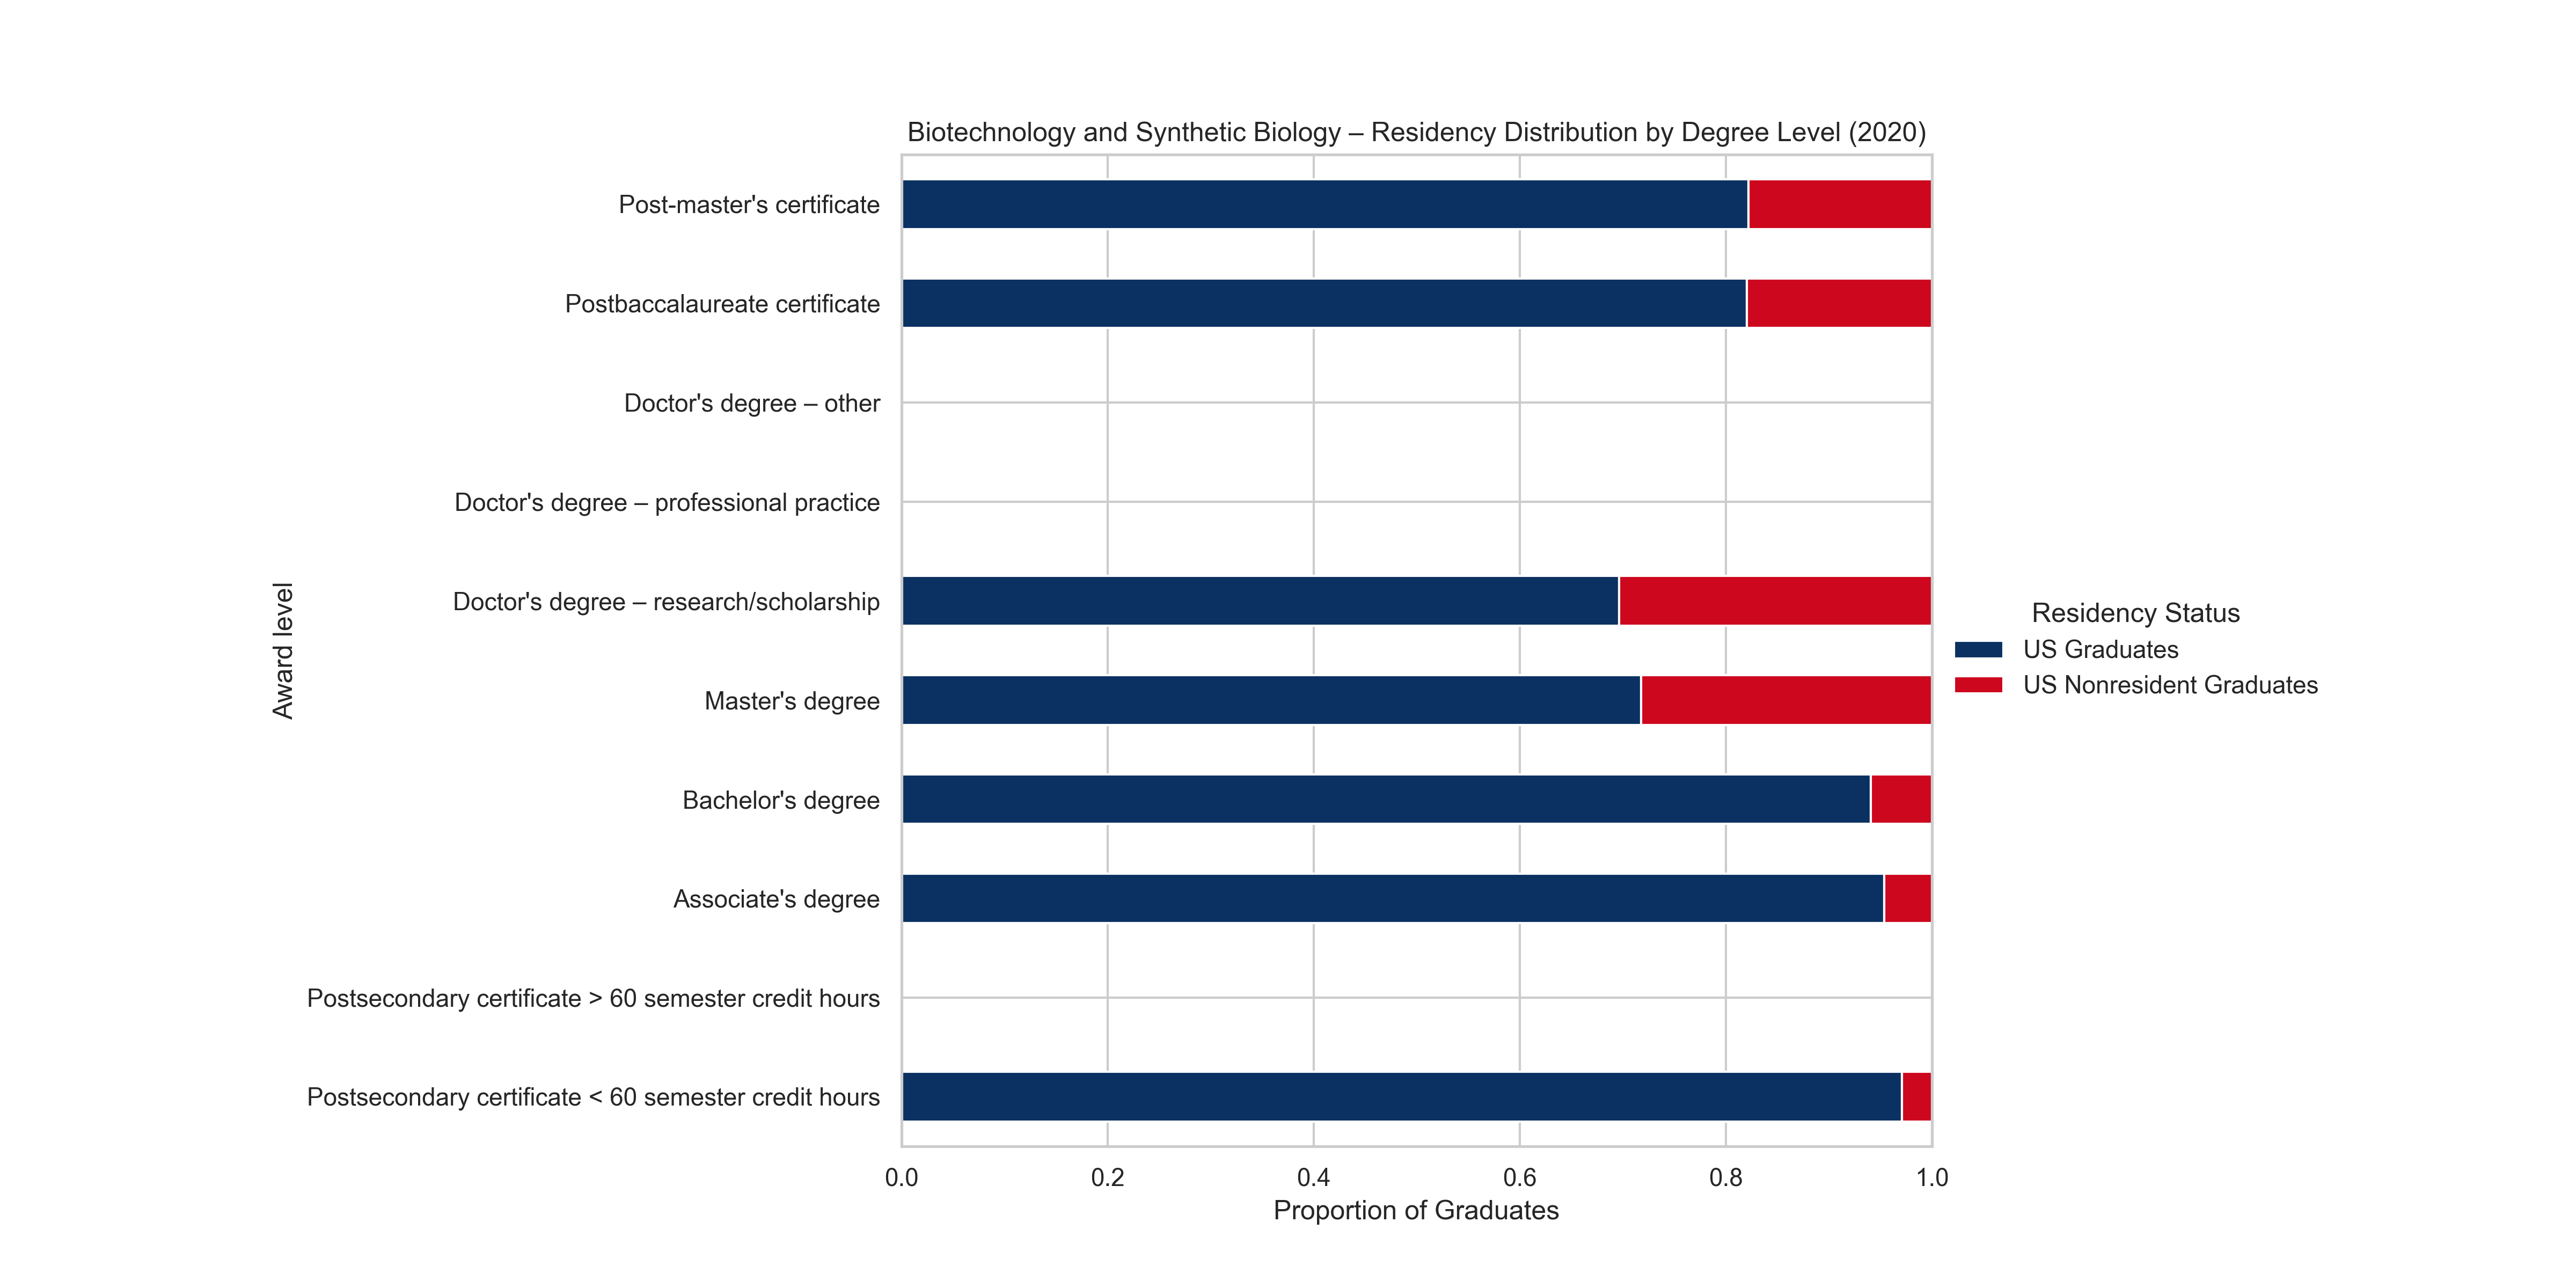 Biotechnology and Synthetic Biology – Residency Distribution by Degree Level (2020)
Award level
Post-master's certificate
Postbaccalaureate certificate
Doctor's degree – other
Doctor's degree – professional practice
Doctor's degree – research/scholarship
Master's degree
Bachelor's degree
Associate's degree
Postsecondary certificate > 60 semester credit hours
Postsecondary certificate < 60 semester credit hours
0.0 0.2 0.4 0.6 0.8 1.0
Proportion of Graduates
Residency Status
US Graduates
US Nonresident Graduates